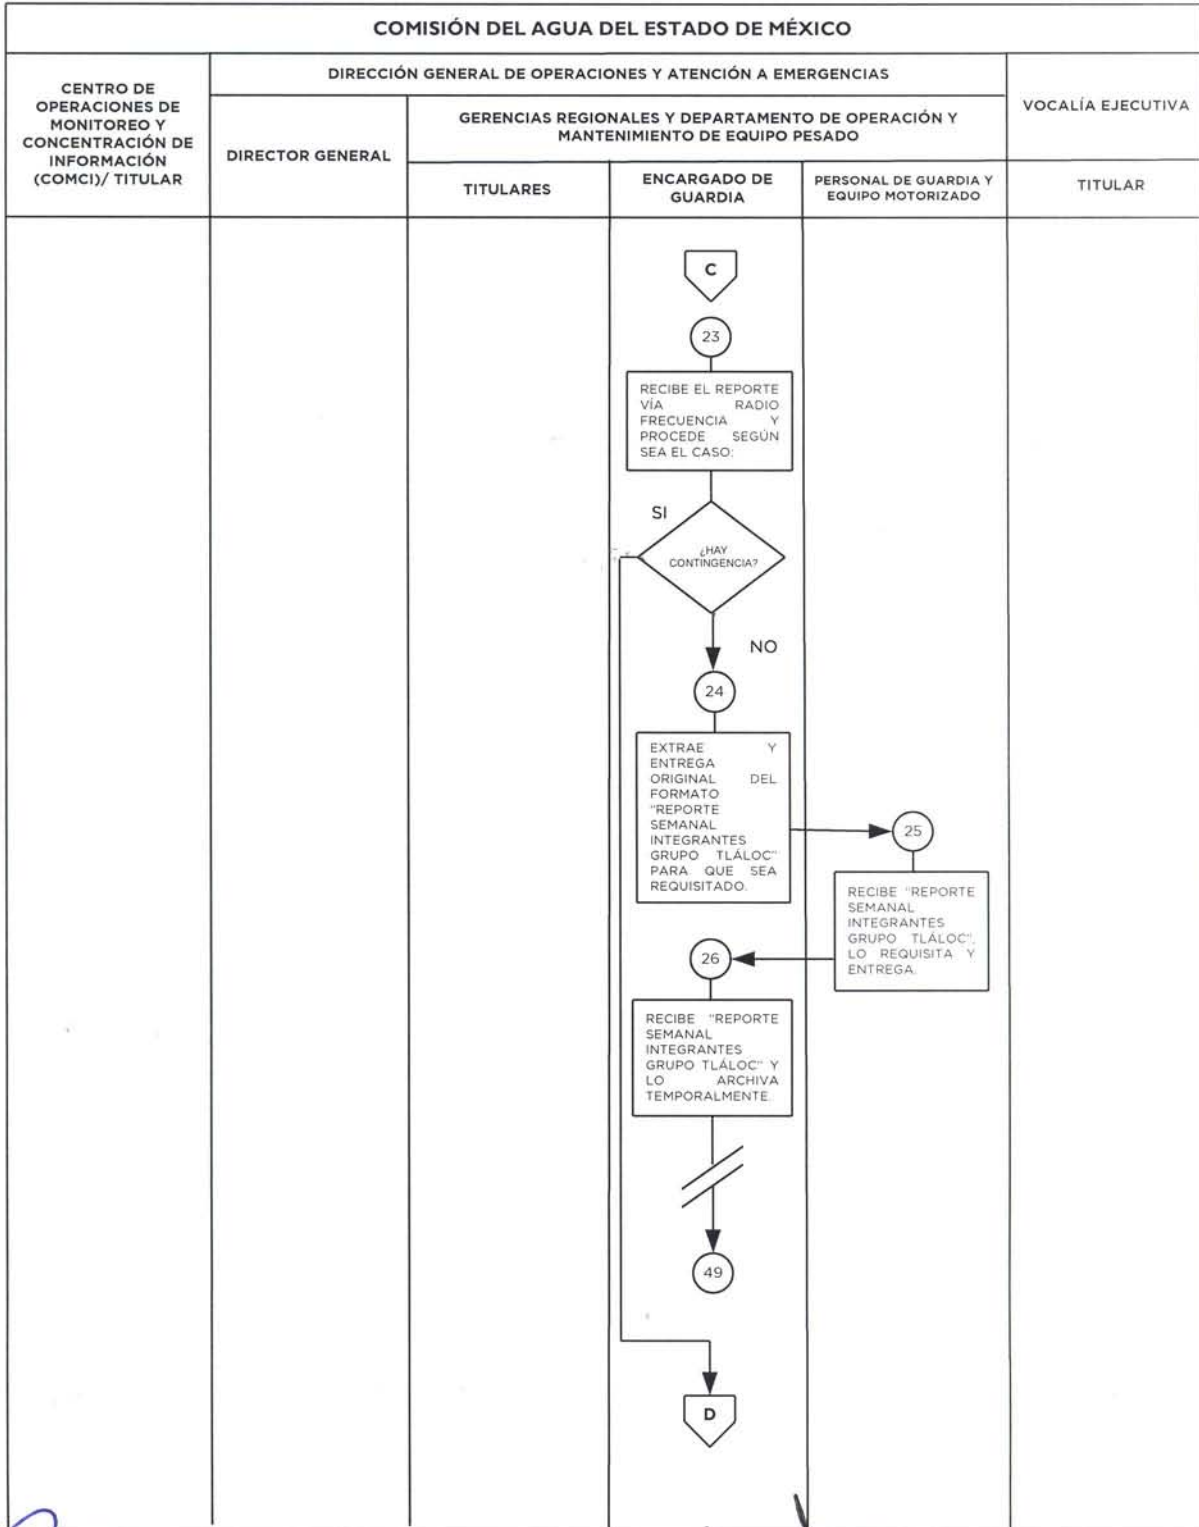 COMISIÓN DEL AGUA DEL ESTADO DE MÉXICO
CENTRO DE
OPERACIONES DE
MONITOREO Y
CONCENTRACIÓN DE
INFORMACIÓN
(COMCI)/ TITULAR
DIRECCIÓN GENERAL DE OPERACIONES Y ATENCIÓN A EMERGENCIAS
DIRECTOR GENERAL
GERENCIAS REGIONALES Y DEPARTAMENTO DE OPERACIÓN Y
MANTENIMIENTO DE EQUIPO PESADO
TITULARES
ENCARGADO DE
GUARDIA
PERSONAL DE GUARDIA Y
EQUIPO MOTORIZADO
VOCALÍA EJECUTIVA
TITULAR
C
23
RECIBE EL REPORTE
VÍA RADIO
FRECUENCIA Y
PROCEDE SEGÚN
SEA EL CASO:
SI
¿HAY
CONTINGENCIA?
NO
24
EXTRAE Y
ENTREGA
ORIGINAL DEL
FORMATO
"REPORTE
SEMANAL
INTEGRANTES
GRUPO TLÁLOC"
PARA QUE SEA
REQUISITADO.
25
RECIBE "REPORTE
SEMANAL
INTEGRANTES
GRUPO TLÁLOC",
LO REQUISITA Y
ENTREGA.
26
RECIBE "REPORTE
SEMANAL
INTEGRANTES
GRUPO TLÁLOC" Y
LO ARCHIVA
TEMPORALMENTE.
49
D